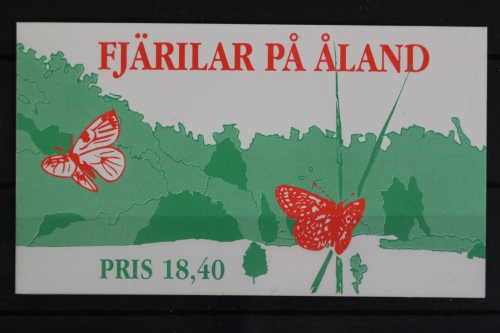 FJÄRILAR PÅ ÅLAND
PRIS 18,40